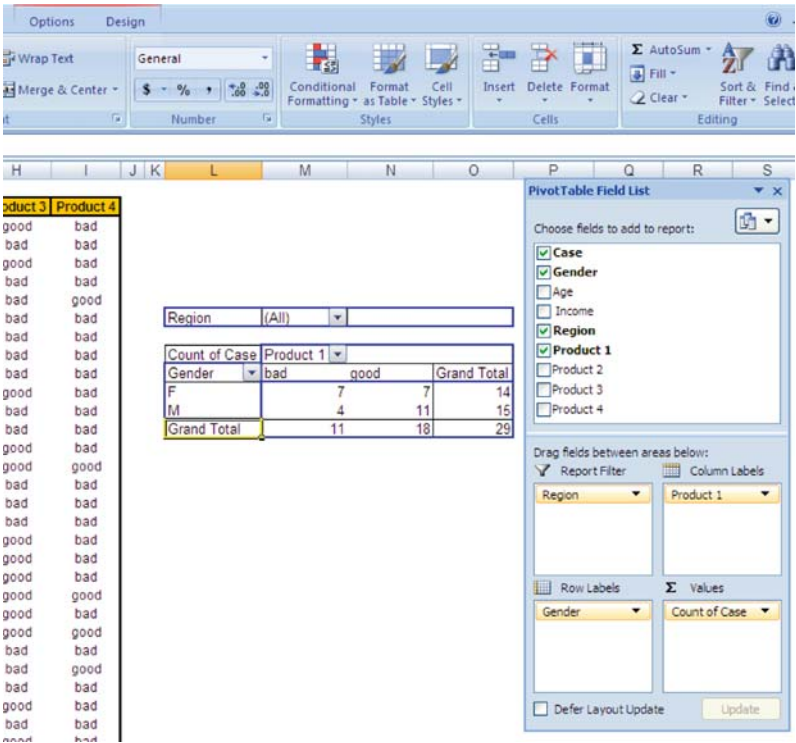 Options Design
Wrap Text
Merge & Center
General
$ % , .0 .00 .00 .0
Number
Conditional Formatting
Format as Table
Cell Styles
Styles
Insert Delete Format
Cells
Σ AutoSum
Fill
Clear
Sort & Filter
Find & Select
Editing
H I J K L M N O P Q R S
oduct 3 Product 4
good bad
bad bad
good bad
bad bad
bad good
bad bad
bad bad
bad bad
bad bad
good bad
bad bad
bad bad
good bad
good good
bad bad
bad bad
bad bad
good bad
good bad
good bad
good good
good bad
good good
bad bad
bad good
bad bad
good bad
bad bad
good bad
Region (All)
Count of Case Product 1
Gender bad good Grand Total
F 7 7 14
M 4 11 15
Grand Total 11 18 29
PivotTable Field List
Choose fields to add to report:
Case
Gender
Age
Income
Region
Product 1
Product 2
Product 3
Product 4
Drag fields between areas below:
Report Filter Column Labels
Region Product 1
Row Labels Σ Values
Gender Count of Case
Defer Layout Update Update